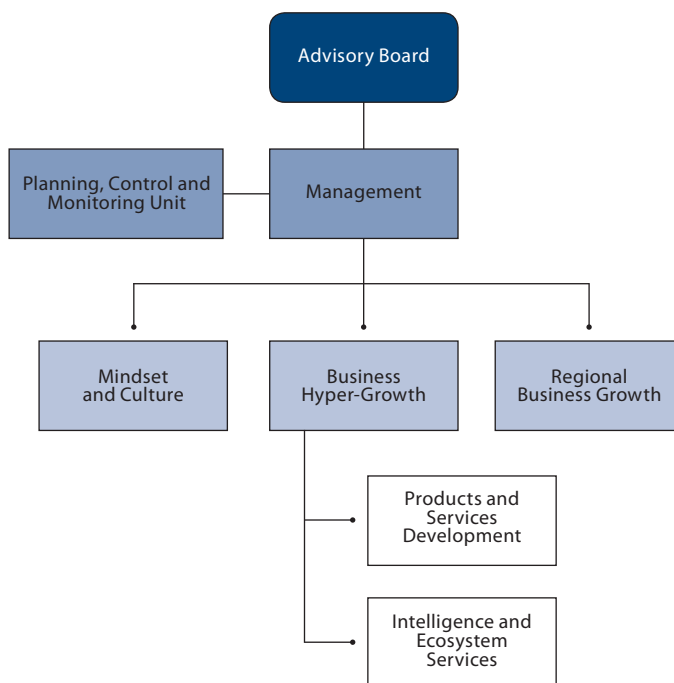 Advisory Board
Planning, Control and
Monitoring Unit
Management
Mindset
and Culture
Business
Hyper-Growth
Regional
Business Growth
Products and
Services
Development
Intelligence and
Ecosystem
Services